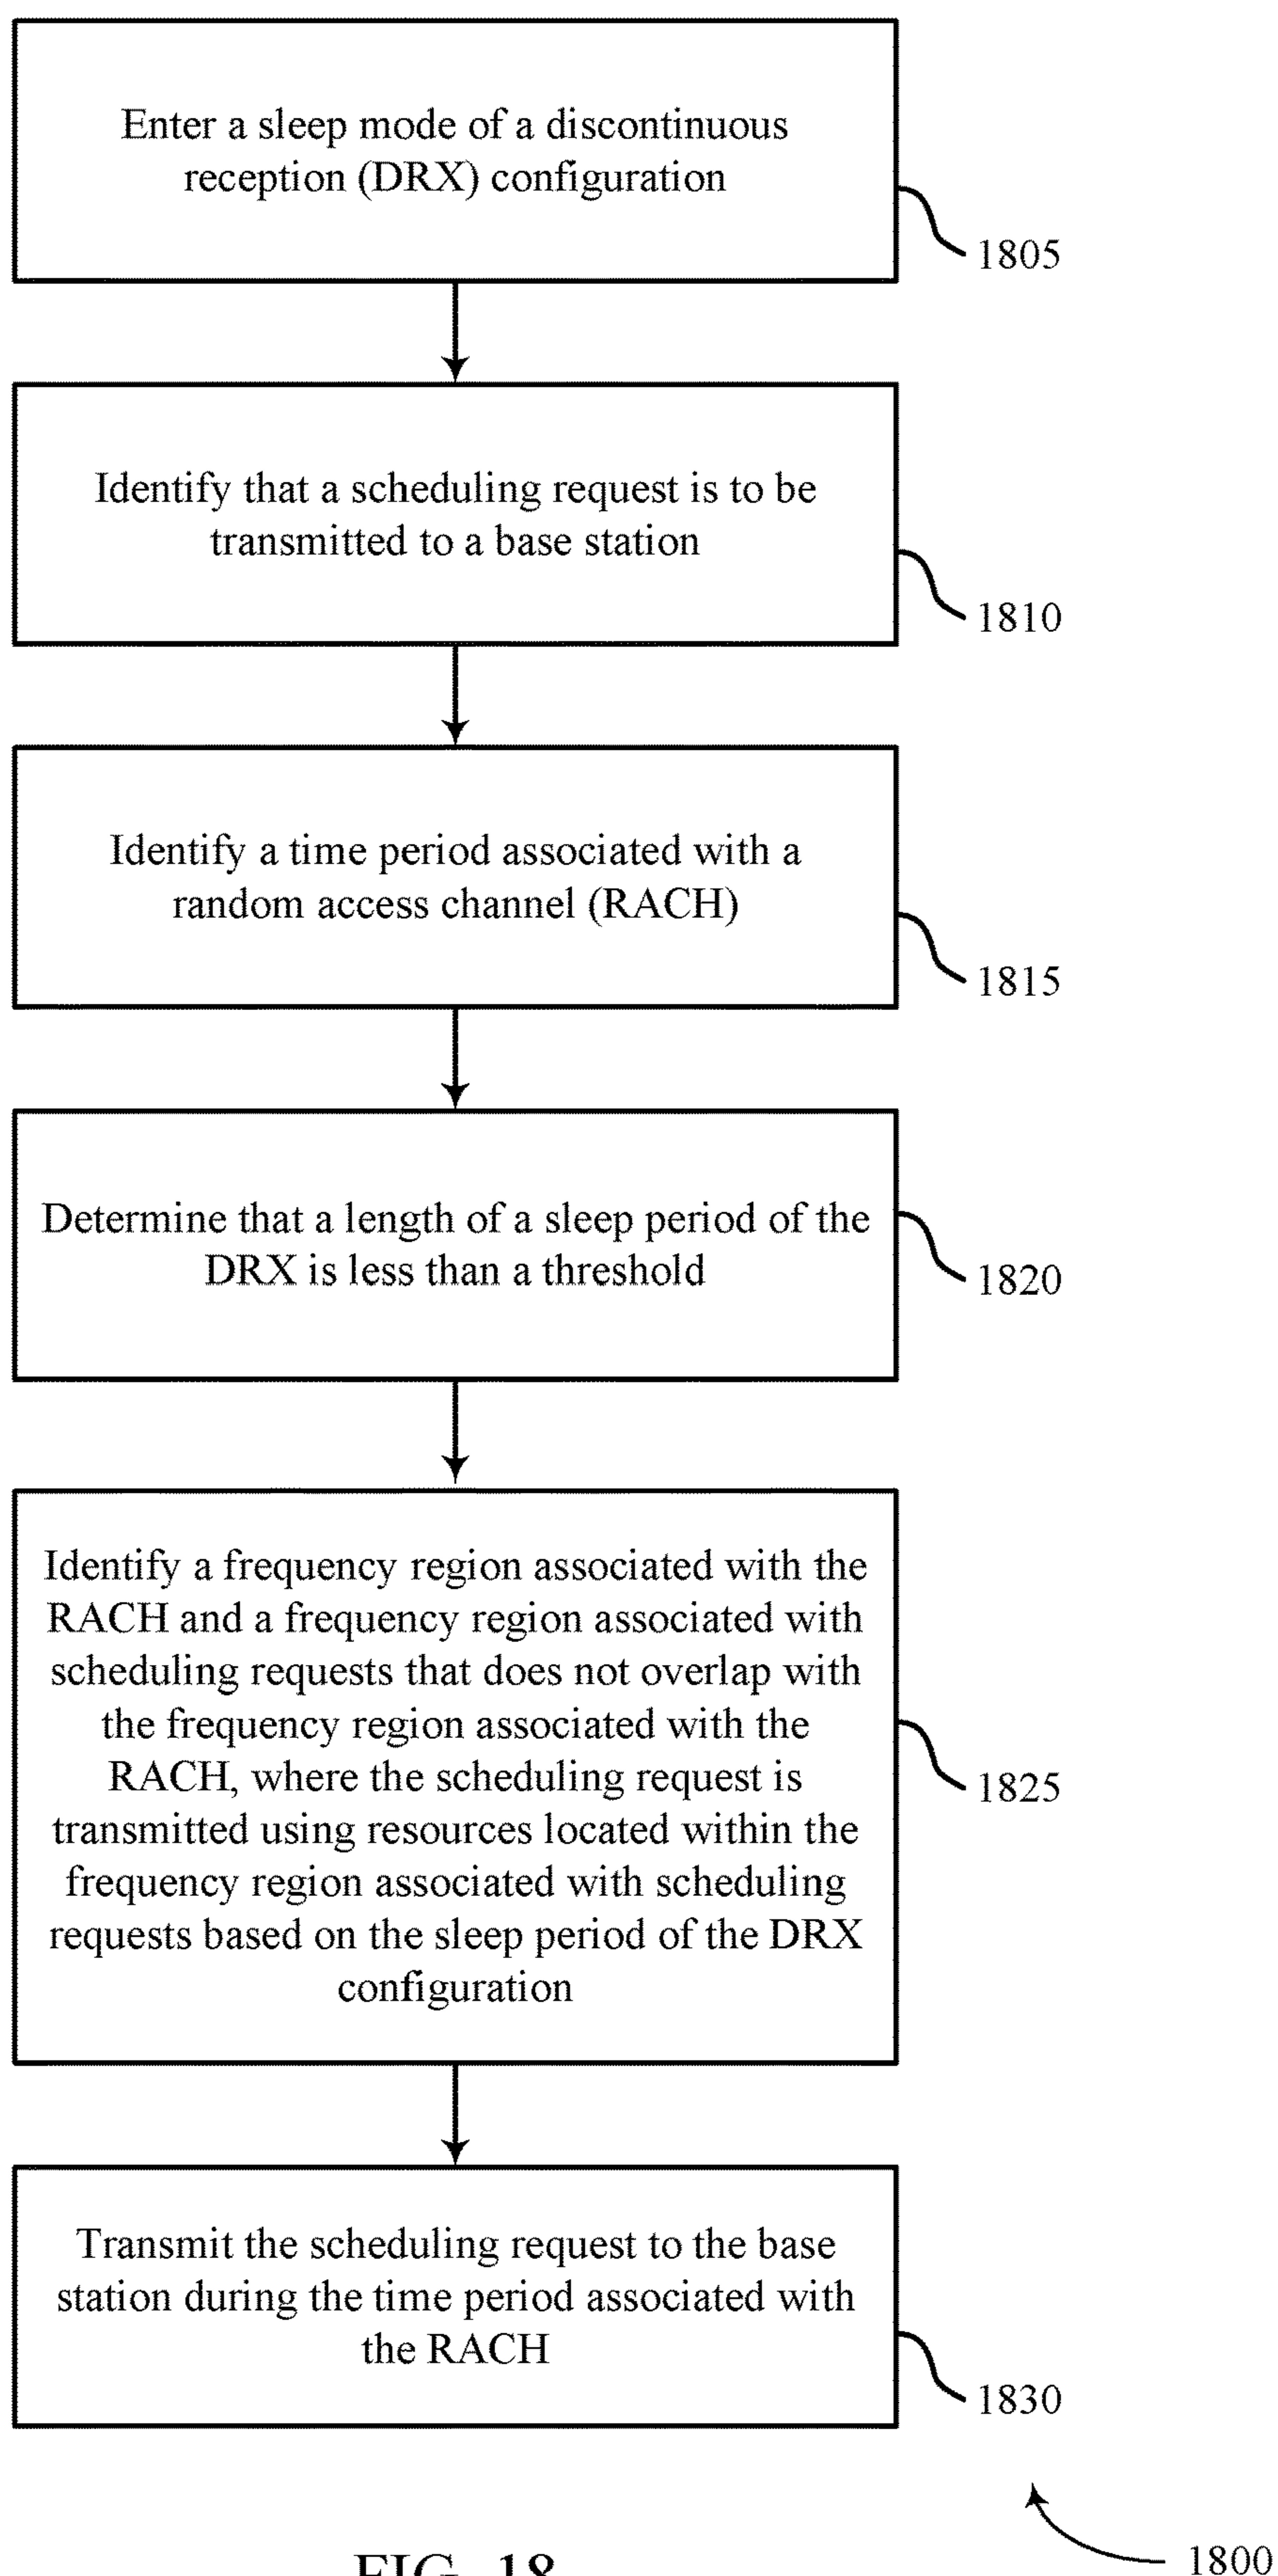 Enter a sleep mode of a discontinuous
reception (DRX) configuration
1805
Identify that a scheduling request is to be
transmitted to a base station
1810
Identify a time period associated with a
random access channel (RACH)
1815
Determine that a length of a sleep period of the
DRX is less than a threshold
1820
Identify a frequency region associated with the
RACH and a frequency region associated with
scheduling requests that does not overlap with
the frequency region associated with the
RACH, where the scheduling request is
transmitted using resources located within the
frequency region associated with scheduling
requests based on the sleep period of the DRX
configuration
1825
Transmit the scheduling request to the base
station during the time period associated with
the RACH
1830
1800
FIG. 18